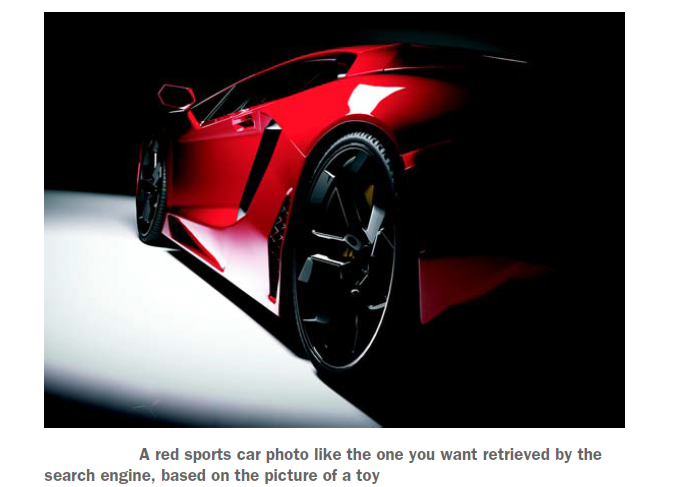 A red sports car photo like the one you want retrieved by the
search engine, based on the picture of a toy